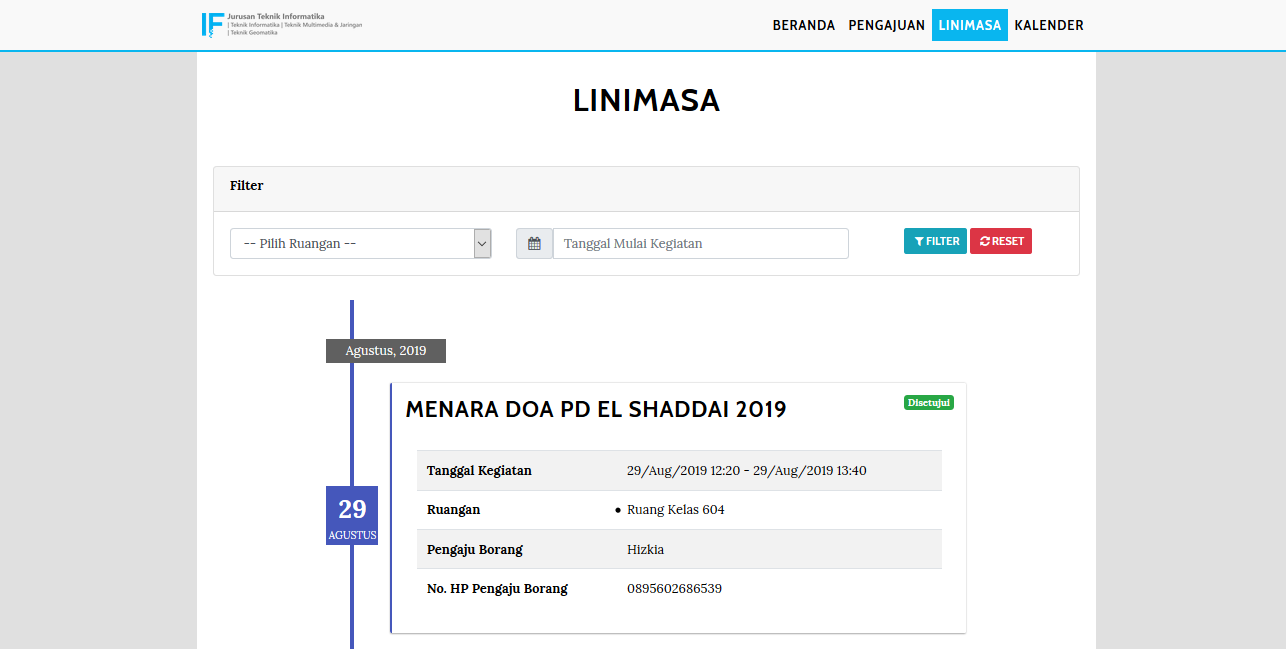 Jurusan Teknik Informatika
| Teknik Informatika | Teknik Multimedia & Jaringan
| Teknik Geomatika
BERANDA PENGAJUAN LINIMASA KALENDER
LINIMASA
Filter
-- Pilih Ruangan -- Tanggal Mulai Kegiatan FILTER RESET
Agustus, 2019
MENARA DOA PD EL SHADDAI 2019 Disetujui
Tanggal Kegiatan 29/Aug/2019 12:20 - 29/Aug/2019 13:40
29
AGUSTUS
Ruangan • Ruang Kelas 604
Pengaju Borang Hizkia
No. HP Pengaju Borang 0895602686539